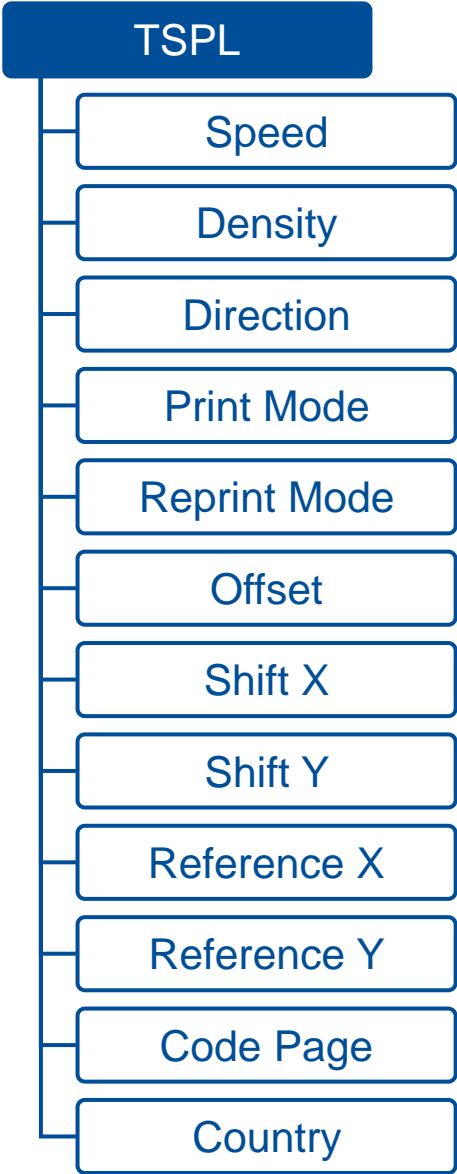 TSPL
Speed
Density
Direction
Print Mode
Reprint Mode
Offset
Shift X
Shift Y
Reference X
Reference Y
Code Page
Country